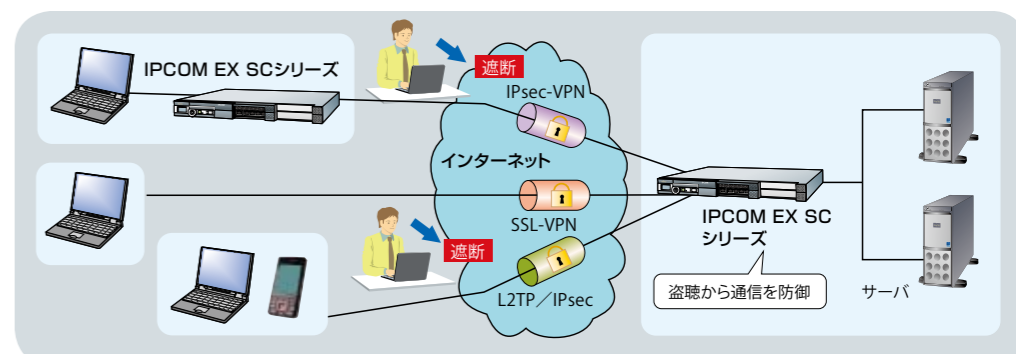 IPCOM EX SCシリーズ
遮断
IPsec-VPN
インターネット
SSL-VPN
遮断
L2TP／IPsec
IPCOM EX SC
シリーズ
盗聴から通信を防御
サーバ